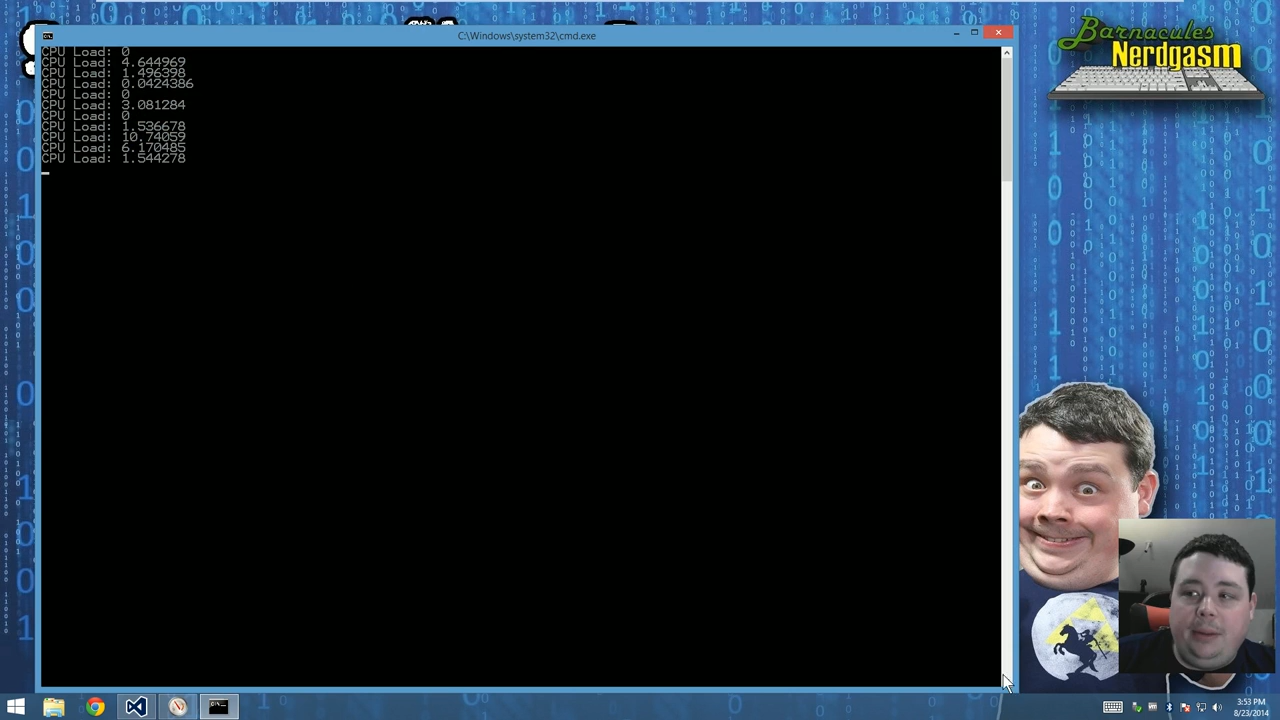 C:\Windows\system32\cmd.exe
CPU Load: 0
CPU Load: 4.644969
CPU Load: 1.496398
CPU Load: 0.0424386
CPU Load: 0
CPU Load: 3.081284
CPU Load: 0
CPU Load: 1.536678
CPU Load: 10.74059
CPU Load: 6.170485
CPU Load: 1.544278
Barnacules
Nerdgasm
3:53 PM
8/23/2014